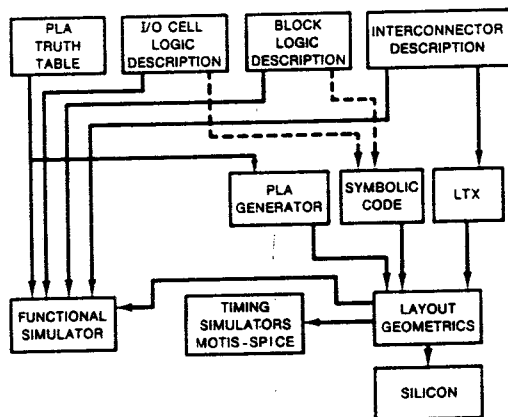 PLA
TRUTH
TABLE
I/O CELL
LOGIC
DESCRIPTION
BLOCK
LOGIC
DESCRIPTION
INTERCONNECTOR
DESCRIPTION
PLA
GENERATOR
SYMBOLIC
CODE
LTX
FUNCTIONAL
SIMULATOR
TIMING
SIMULATORS
MOTIS-SPICE
LAYOUT
GEOMETRICS
SILICON